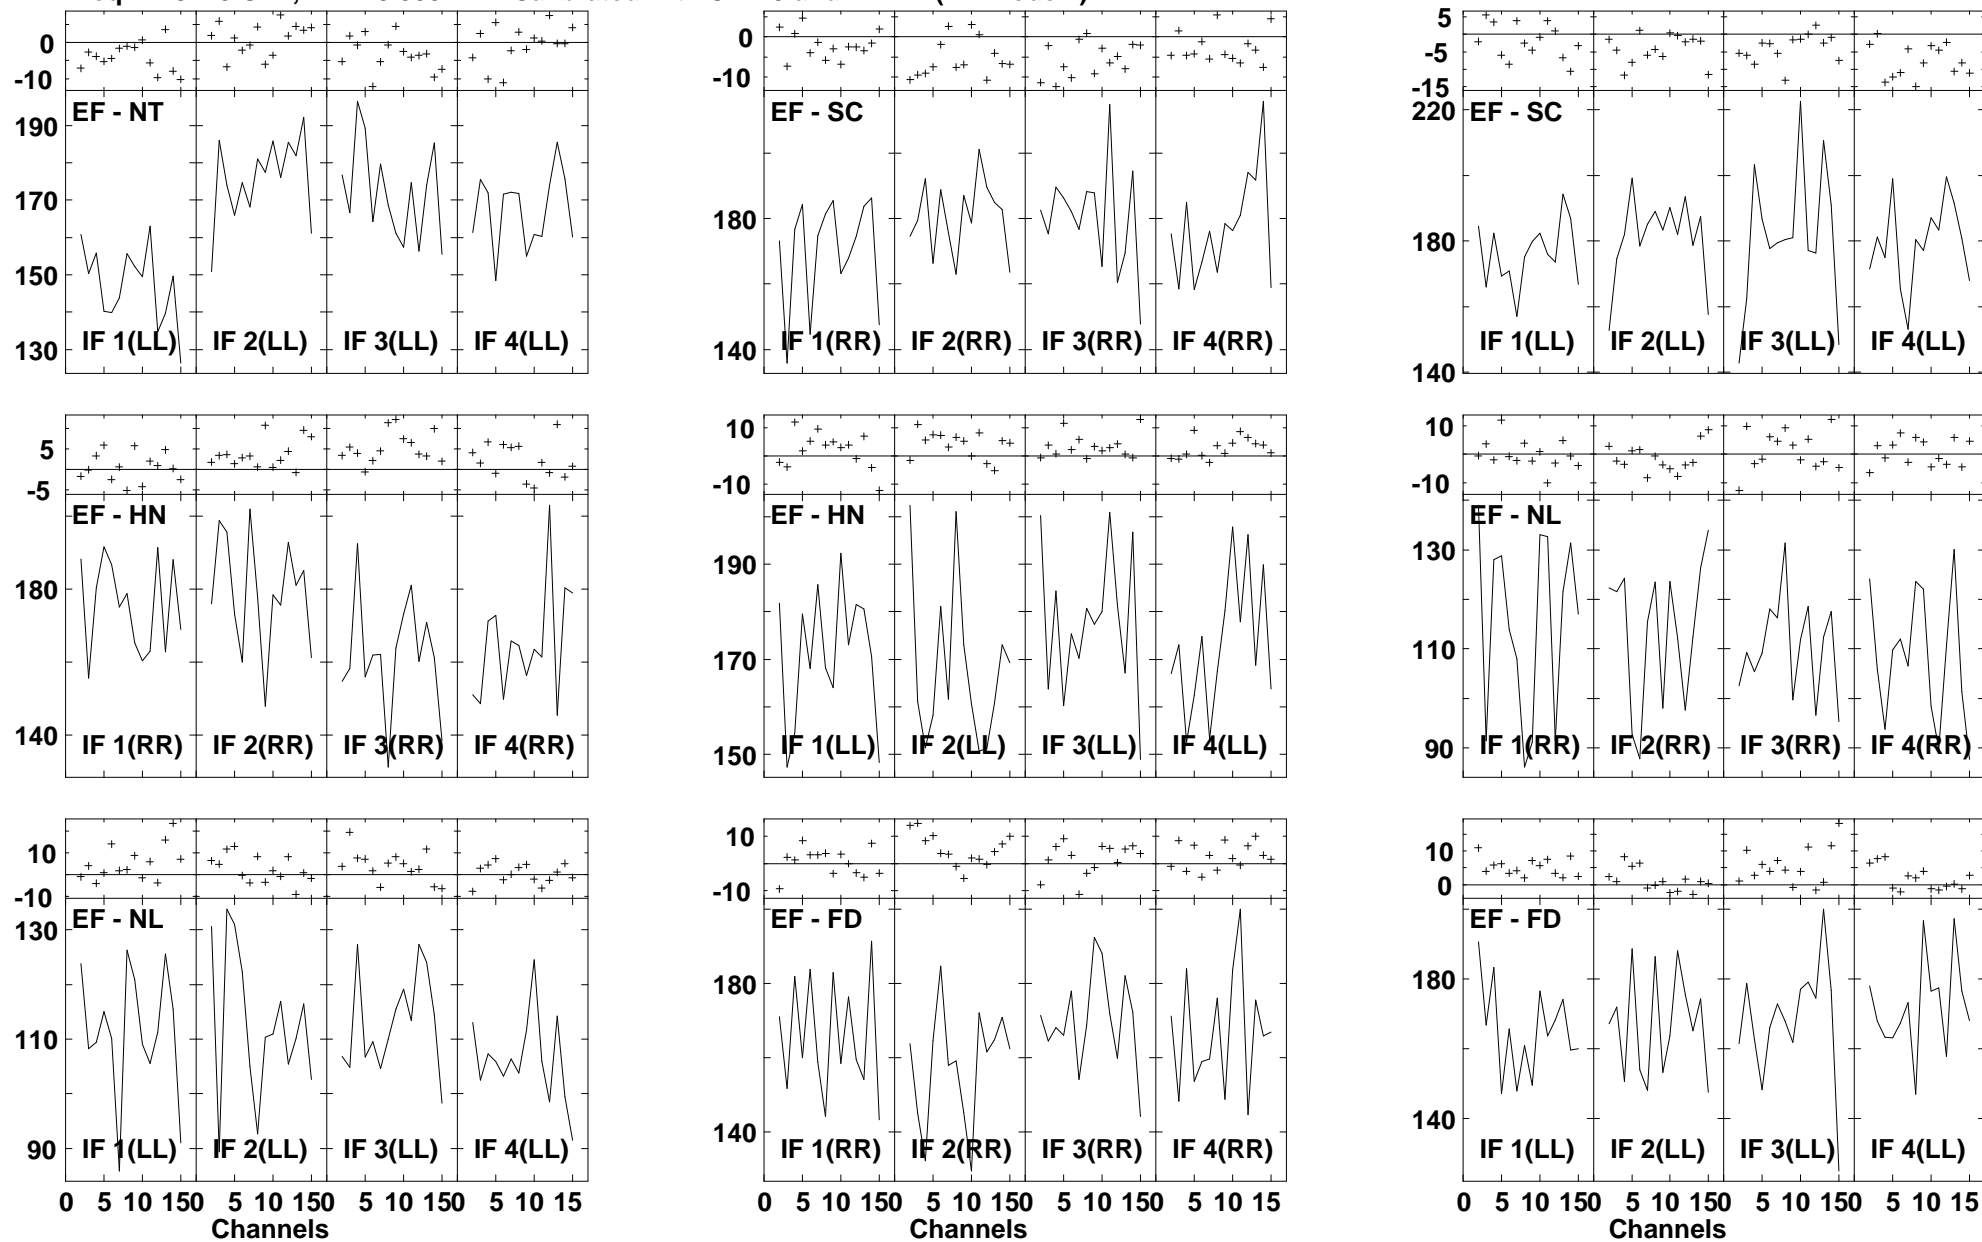 0
-10
EF - NT
190
170
150
130
IF 1(LL) IF 2(LL) IF 3(LL) IF 4(LL)
0
-10
EF - SC
180
140
IF 1(RR) IF 2(RR) IF 3(RR) IF 4(RR)
5
-5
-15
EF - SC
220
180
140
IF 1(LL) IF 2(LL) IF 3(LL) IF 4(LL)
5
-5
EF - HN
180
140
IF 1(RR) IF 2(RR) IF 3(RR) IF 4(RR)
10
-10
EF - HN
190
170
150
IF 1(LL) IF 2(LL) IF 3(LL) IF 4(LL)
10
-10
EF - NL
130
110
90
IF 1(RR) IF 2(RR) IF 3(RR) IF 4(RR)
10
-10
EF - NL
130
110
90
IF 1(LL) IF 2(LL) IF 3(LL) IF 4(LL)
0 5 10 150 5 10 150 5 10 150 5 10 15
Channels
10
-10
EF - FD
180
140
IF 1(RR) IF 2(RR) IF 3(RR) IF 4(RR)
0 5 10 150 5 10 150 5 10 150 5 10 15
Channels
10
0
EF - FD
180
140
IF 1(LL) IF 2(LL) IF 3(LL) IF 4(LL)
0 5 10 150 5 10 150 5 10 150 5 10 15
Channels